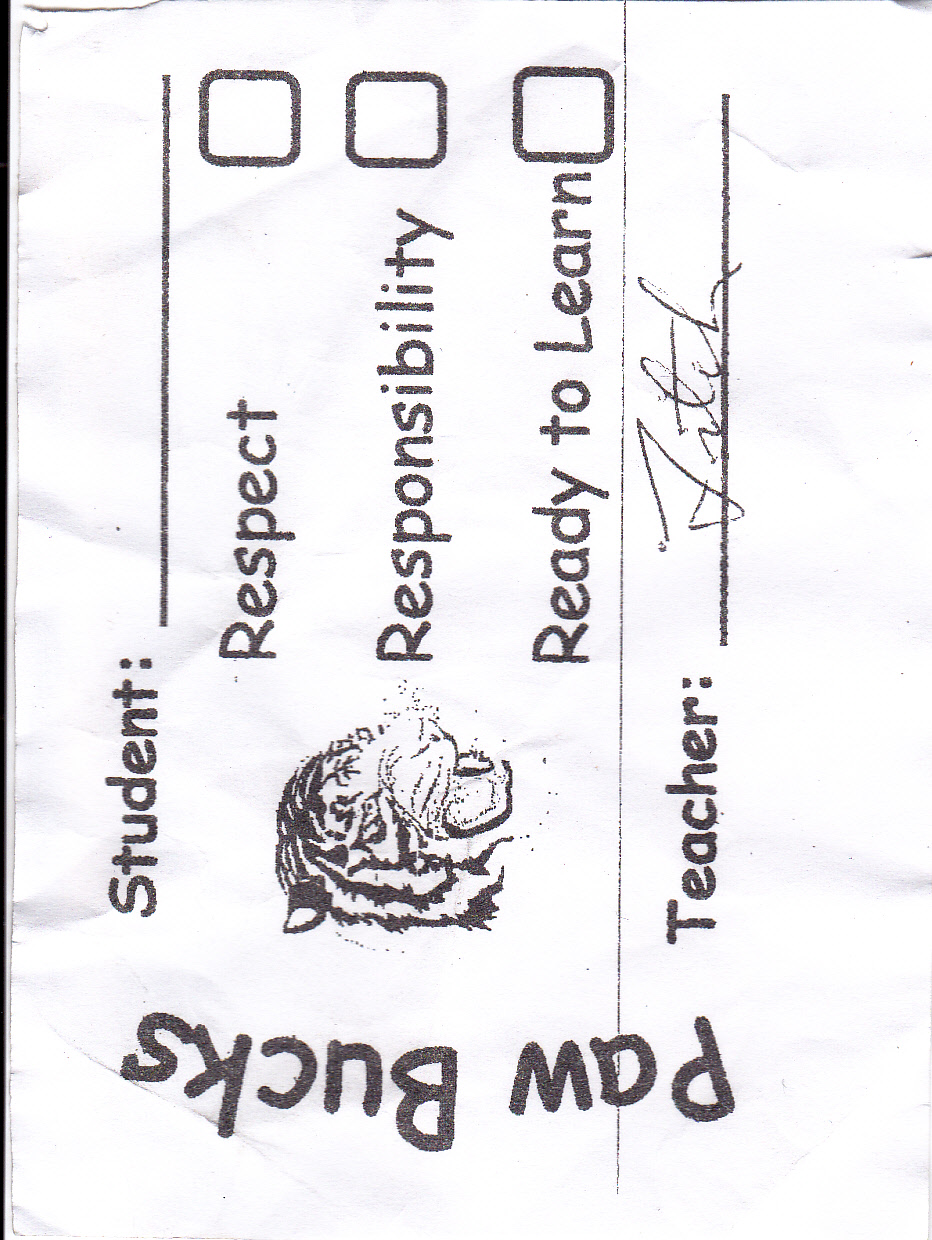 Paw Bucks
Student:
Respect
Responsibility
Ready to Learn
Teacher: